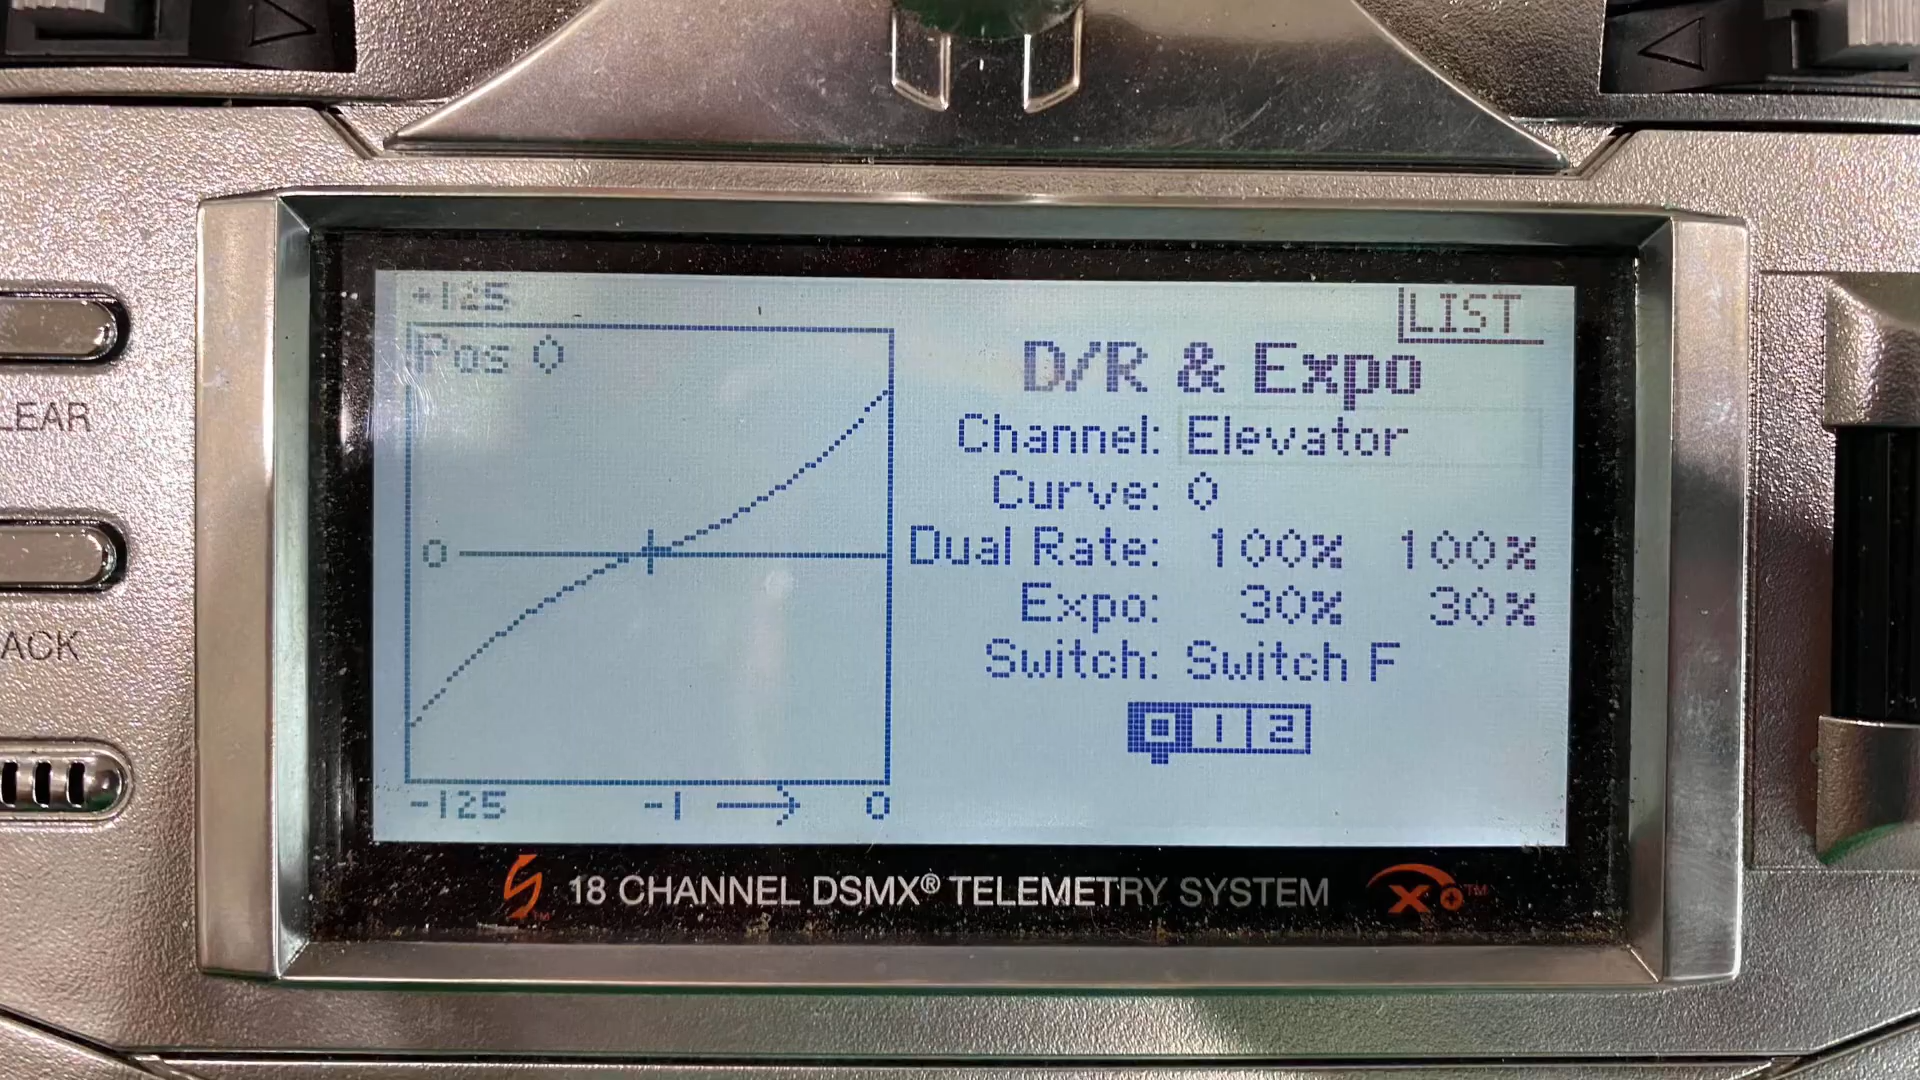 +125
LIST
Pos 0
D/R & Expo
Channel: Elevator
Curve: 0
0
Dual Rate: 100% 100%
Expo: 30% 30%
Switch: Switch F
0 1 2
-125 -1 → 0
18 CHANNEL DSMX® TELEMETRY SYSTEM X+™
LEAR
ACK